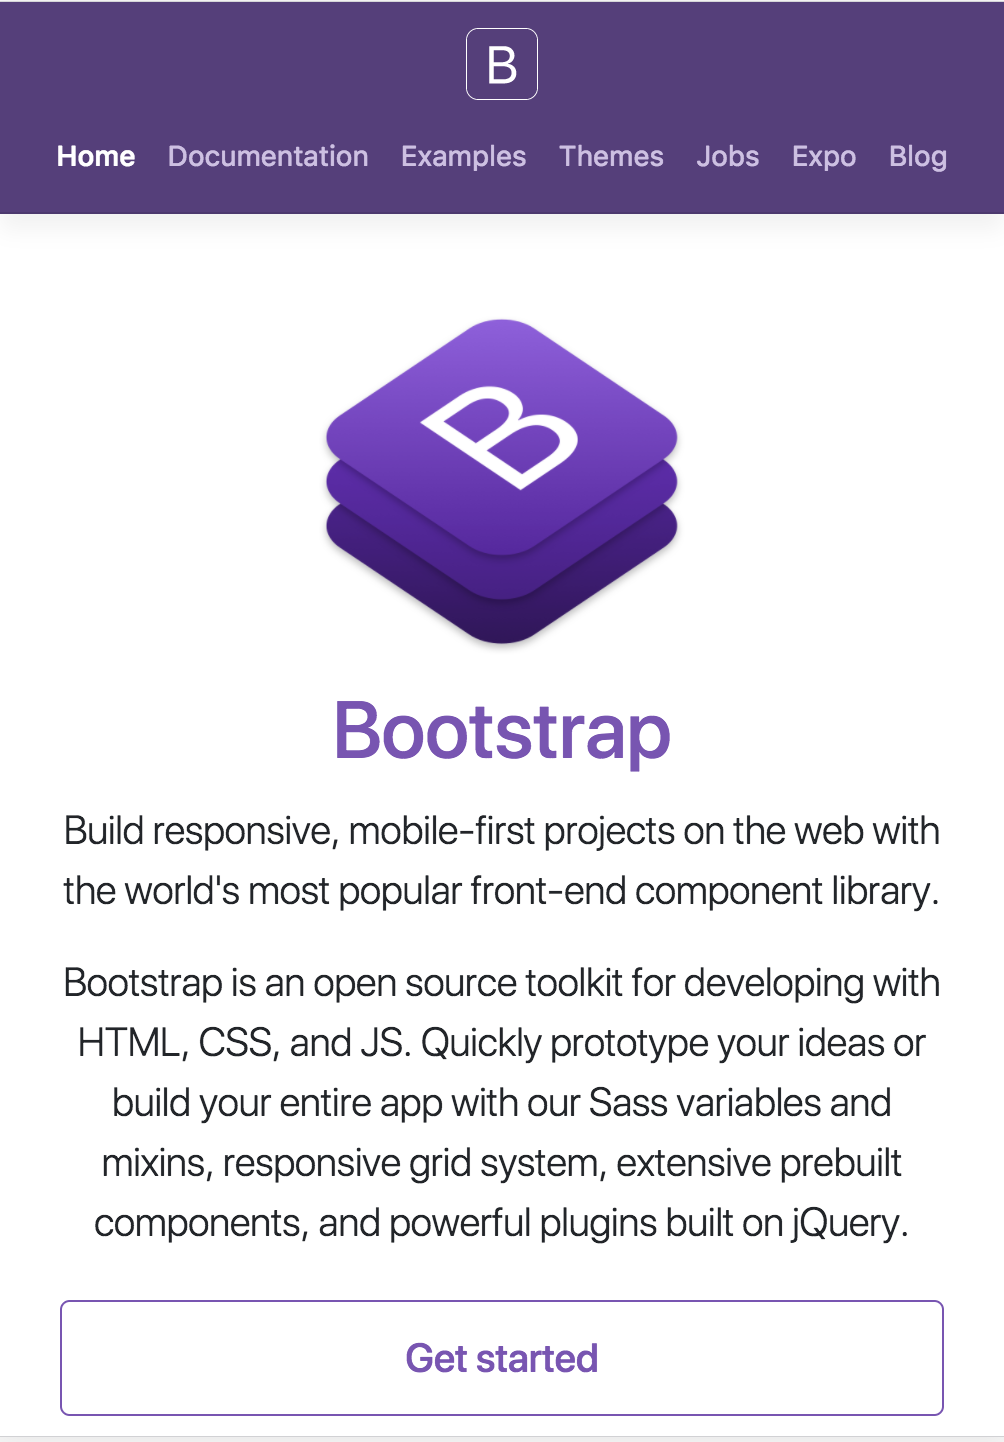 B
Home Documentation Examples Themes Jobs Expo Blog
B
Bootstrap
Build responsive, mobile-first projects on the web with
the world's most popular front-end component library.
Bootstrap is an open source toolkit for developing with
HTML, CSS, and JS. Quickly prototype your ideas or
build your entire app with our Sass variables and
mixins, responsive grid system, extensive prebuilt
components, and powerful plugins built on jQuery.
Get started